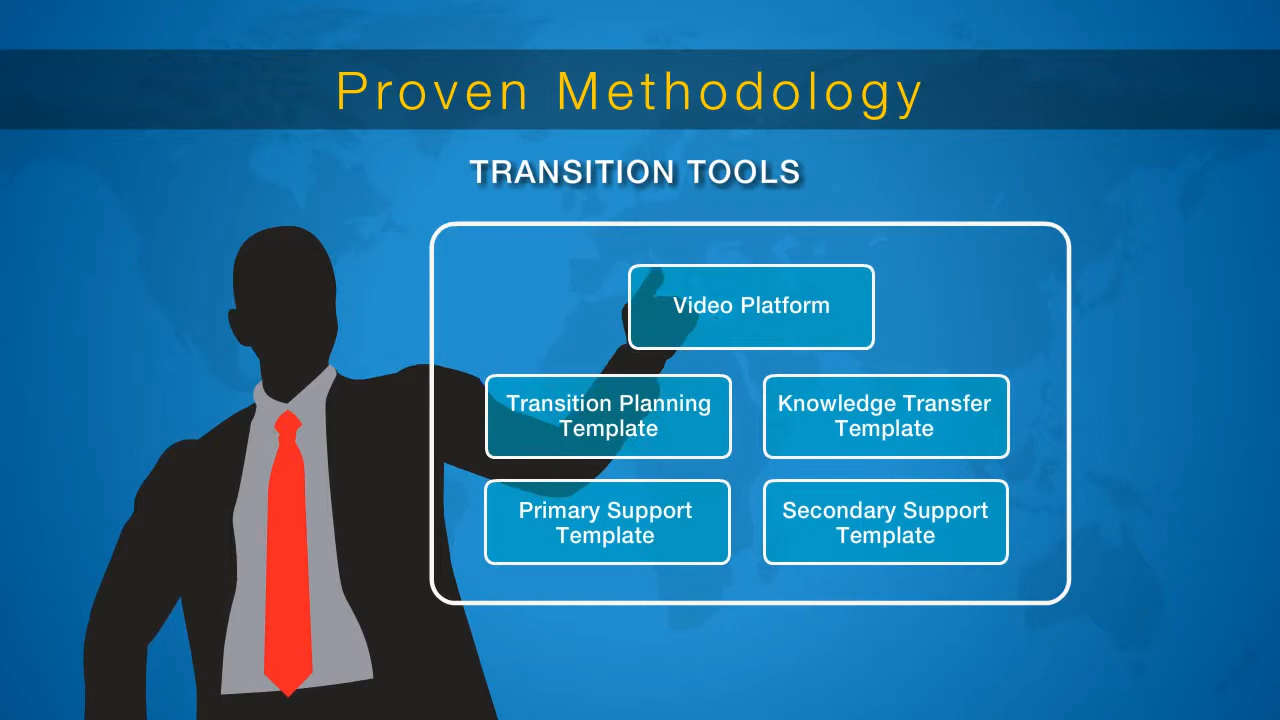 Proven Methodology
TRANSITION TOOLS
Video Platform
Transition Planning
Template
Knowledge Transfer
Template
Primary Support
Template
Secondary Support
Template